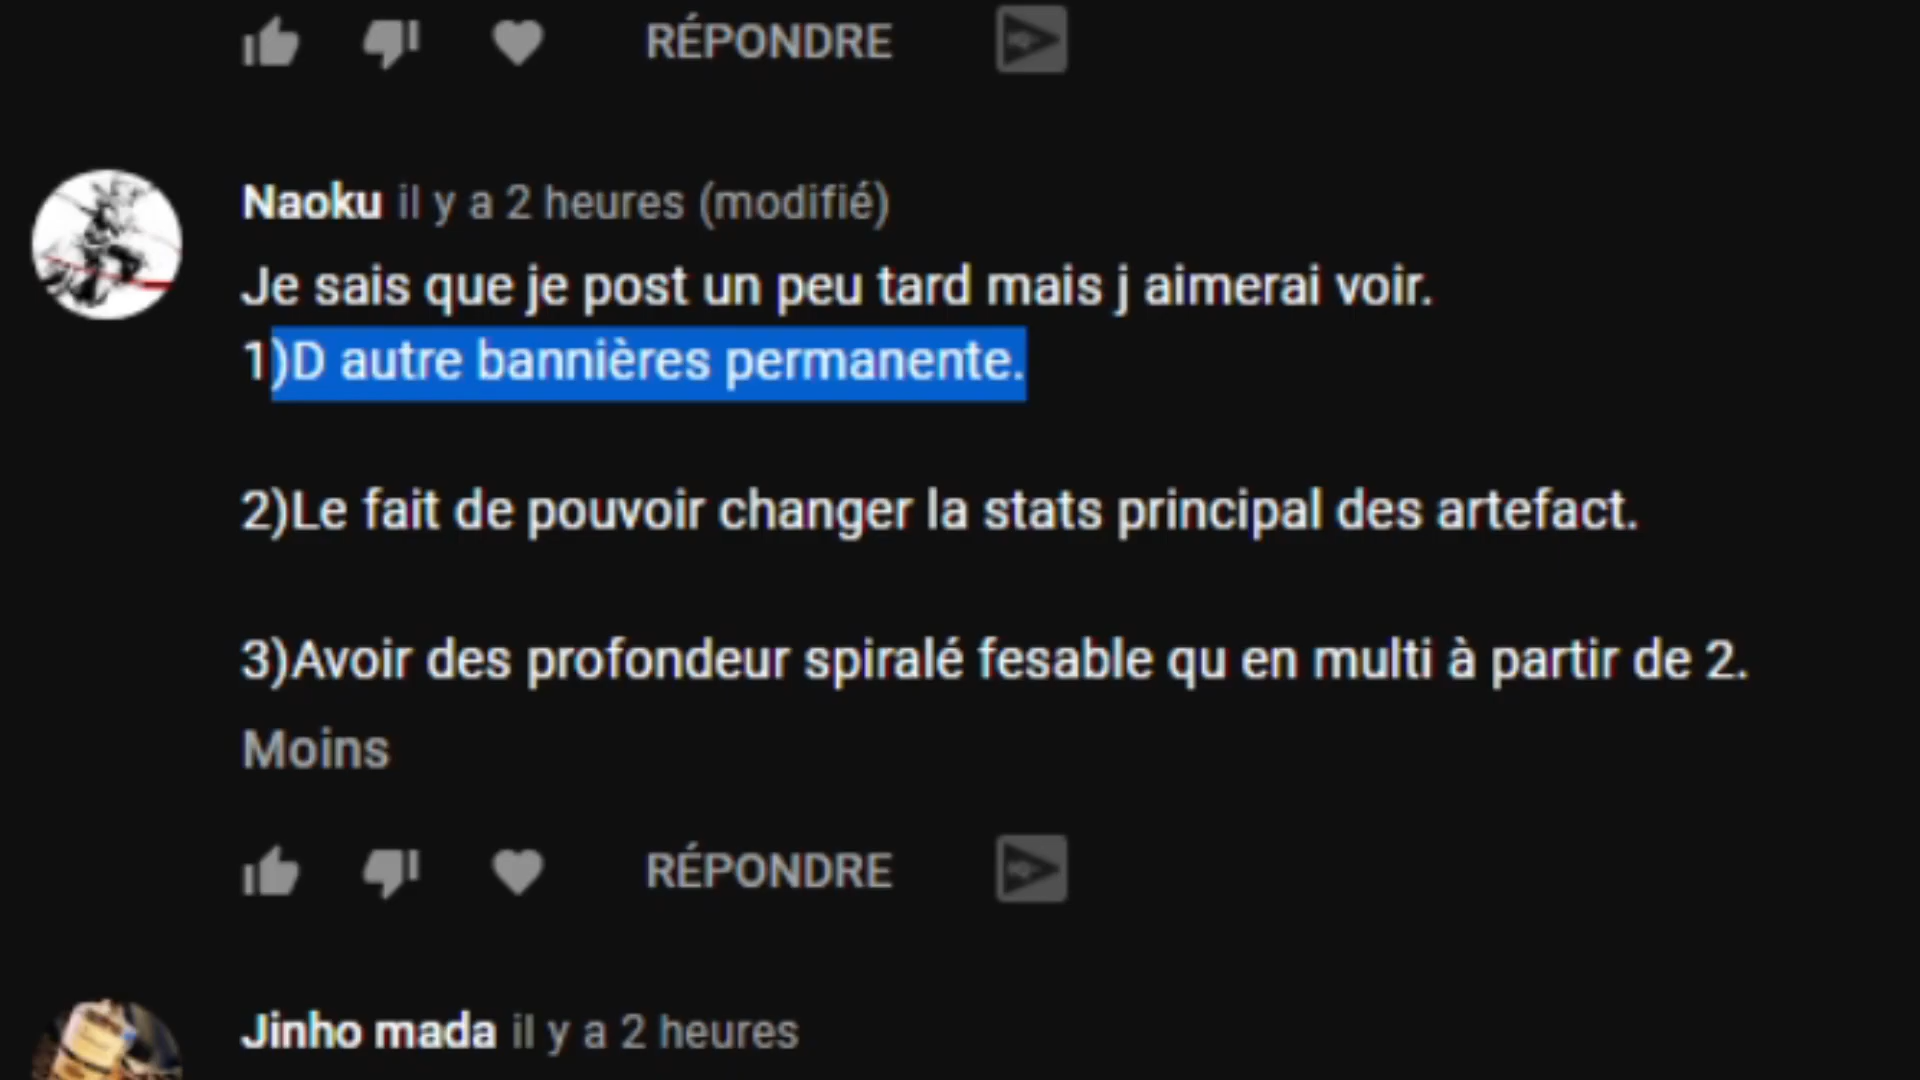 RÉPONDRE
Naoku il y a 2 heures (modifié)
Je sais que je post un peu tard mais j aimerai voir.
1)D autre bannières permanente.
2)Le fait de pouvoir changer la stats principal des artefact.
3)Avoir des profondeur spiralé fesable qu en multi à partir de 2.
Moins
RÉPONDRE
Jinho mada il y a 2 heures